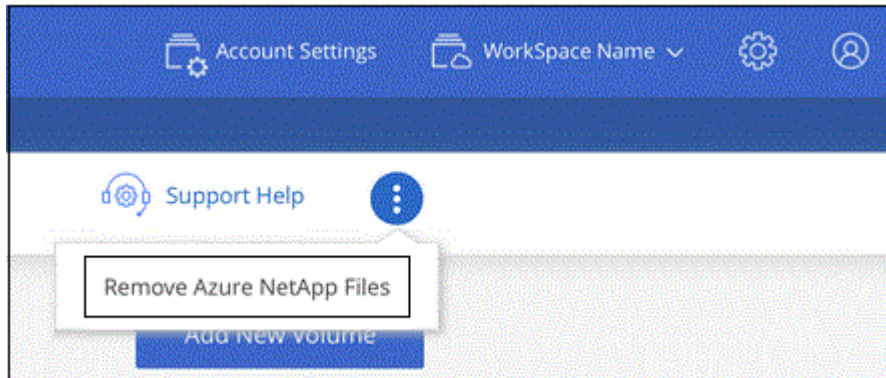 Account Settings WorkSpace Name
Support Help
Remove Azure NetApp Files
Add New Volume